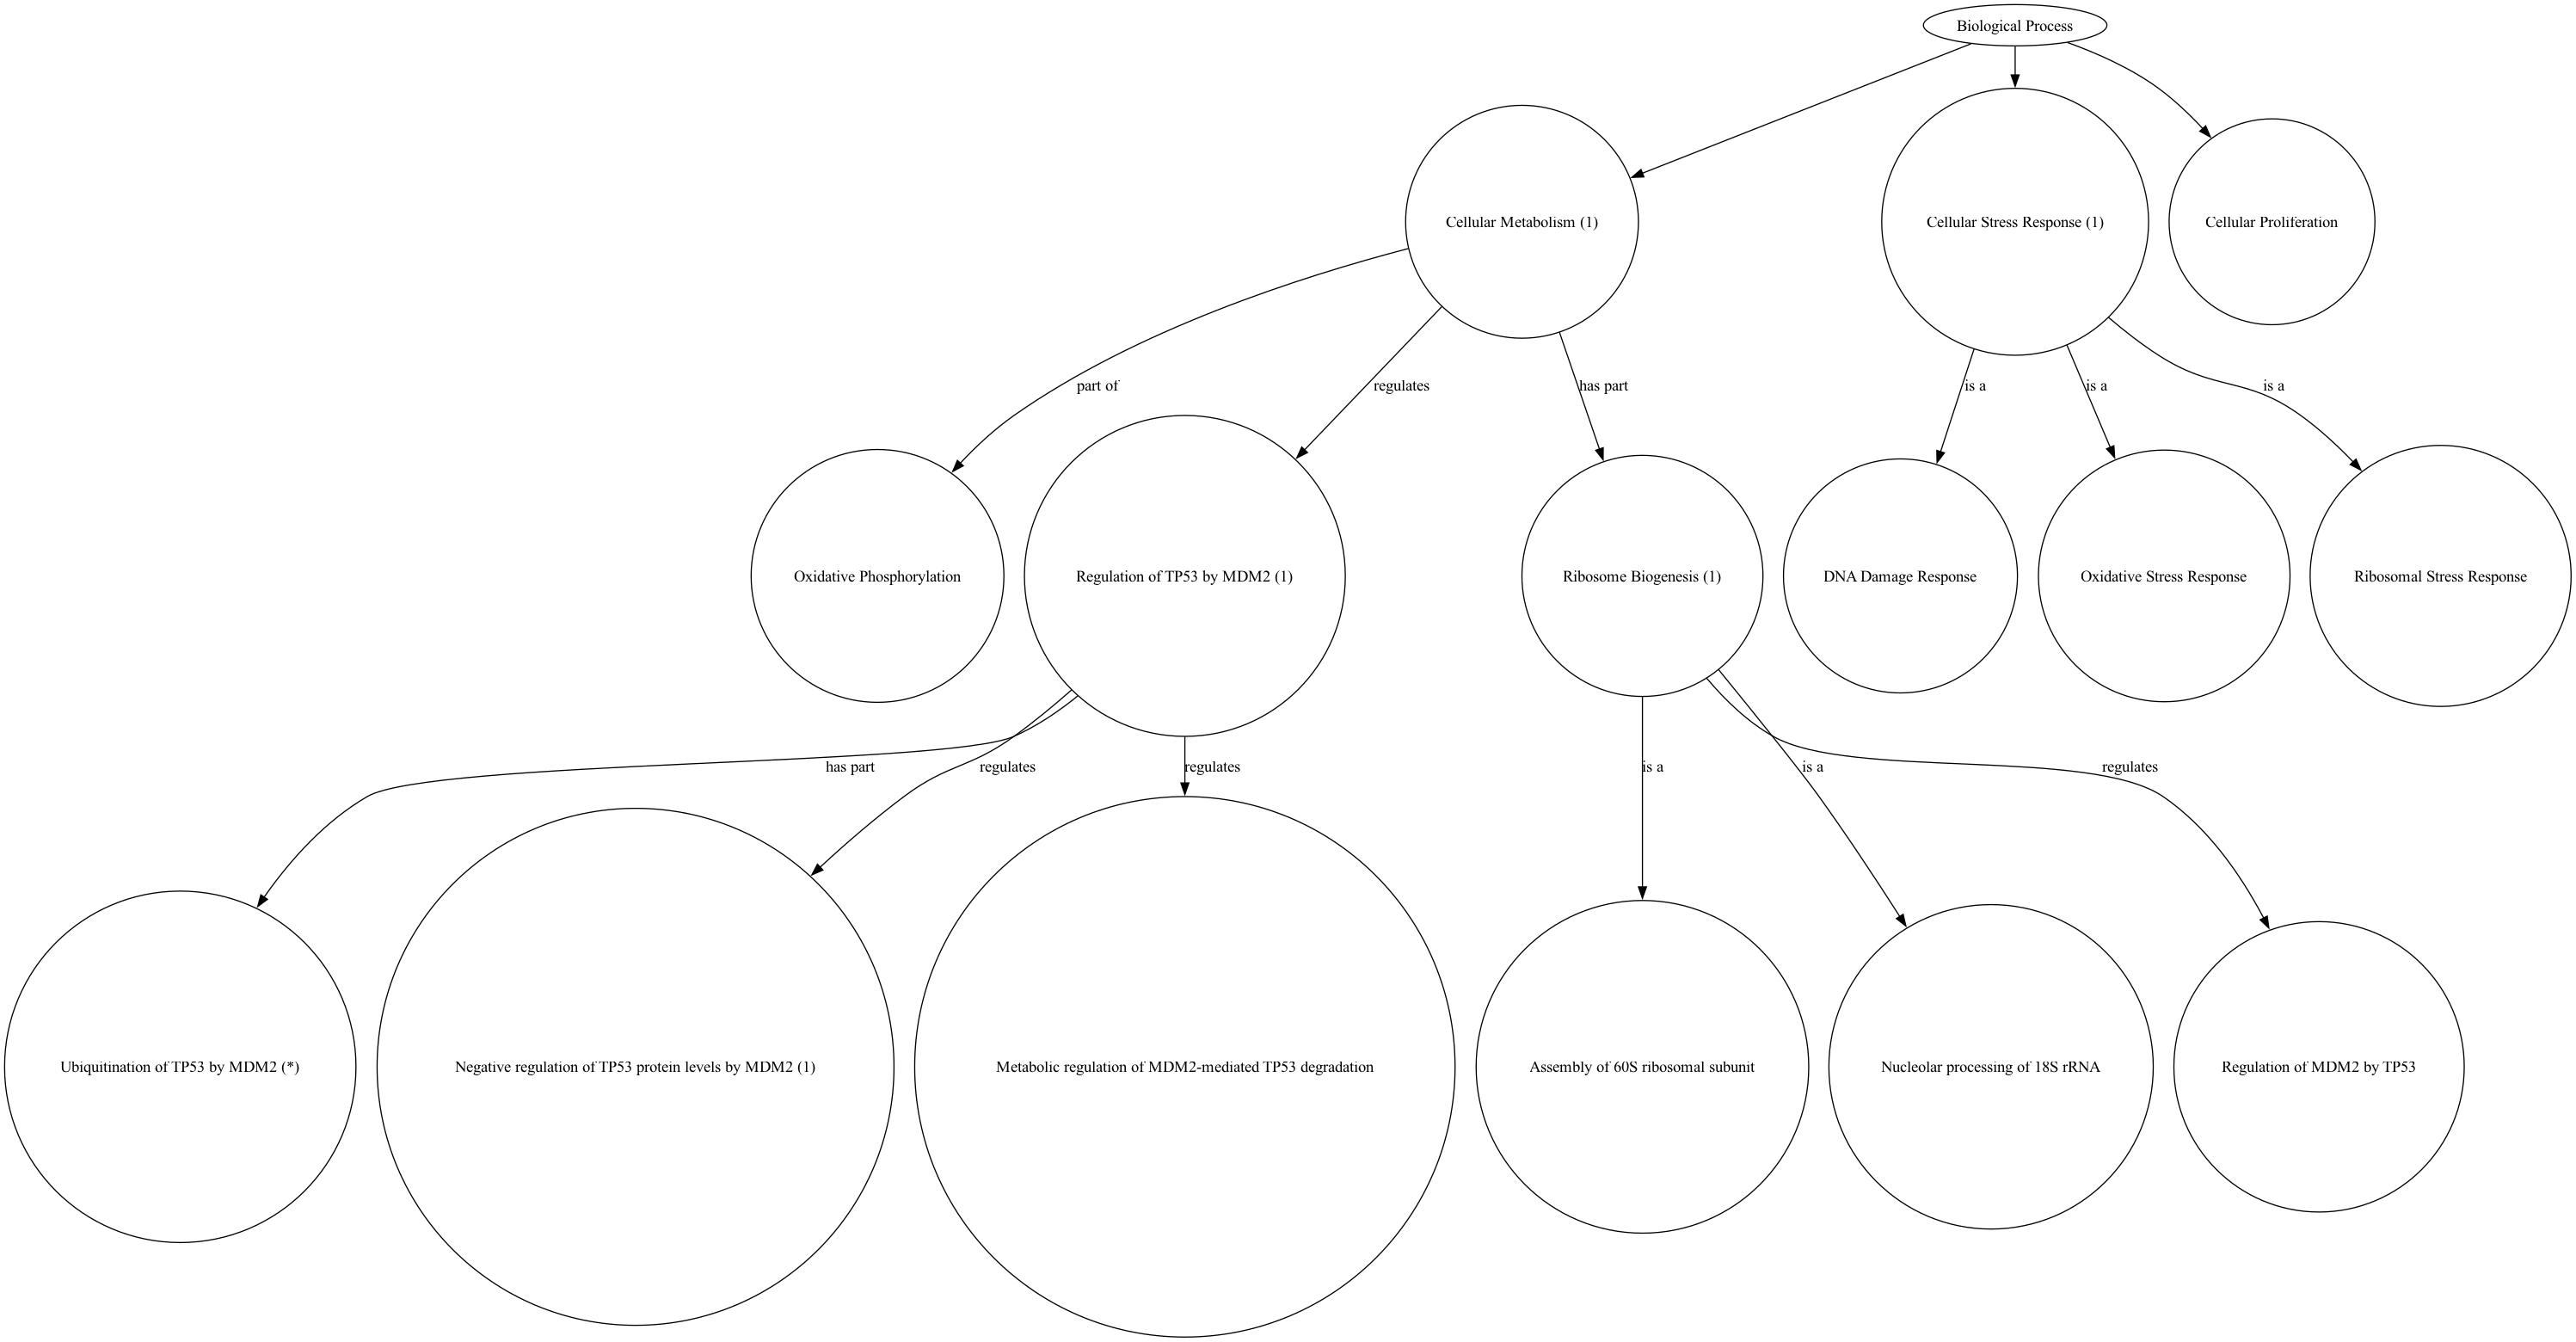 Biological Process
Cellular Metabolism (1)
Cellular Stress Response (1)
Cellular Proliferation
part of
regulates
has part
is a
is a
is a
Oxidative Phosphorylation
Regulation of TP53 by MDM2 (1)
Ribosome Biogenesis (1)
DNA Damage Response
Oxidative Stress Response
Ribosomal Stress Response
has part
regulates
regulates
is a
is a
regulates
Ubiquitination of TP53 by MDM2 (*)
Negative regulation of TP53 protein levels by MDM2 (1)
Metabolic regulation of MDM2-mediated TP53 degradation
Assembly of 60S ribosomal subunit
Nucleolar processing of 18S rRNA
Regulation of MDM2 by TP53